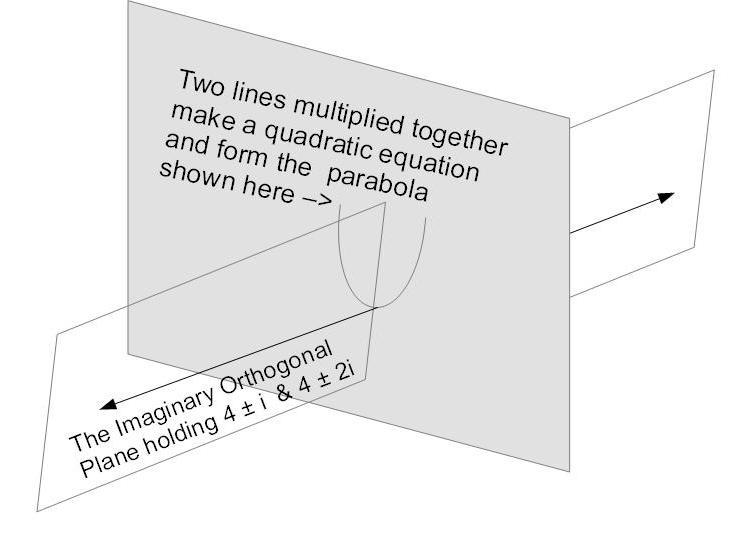 Two lines multiplied together
make a quadratic equation
and form the  parabola
shown here –>
The Imaginary Orthogonal
Plane holding 4 ± i  & 4 ± 2i